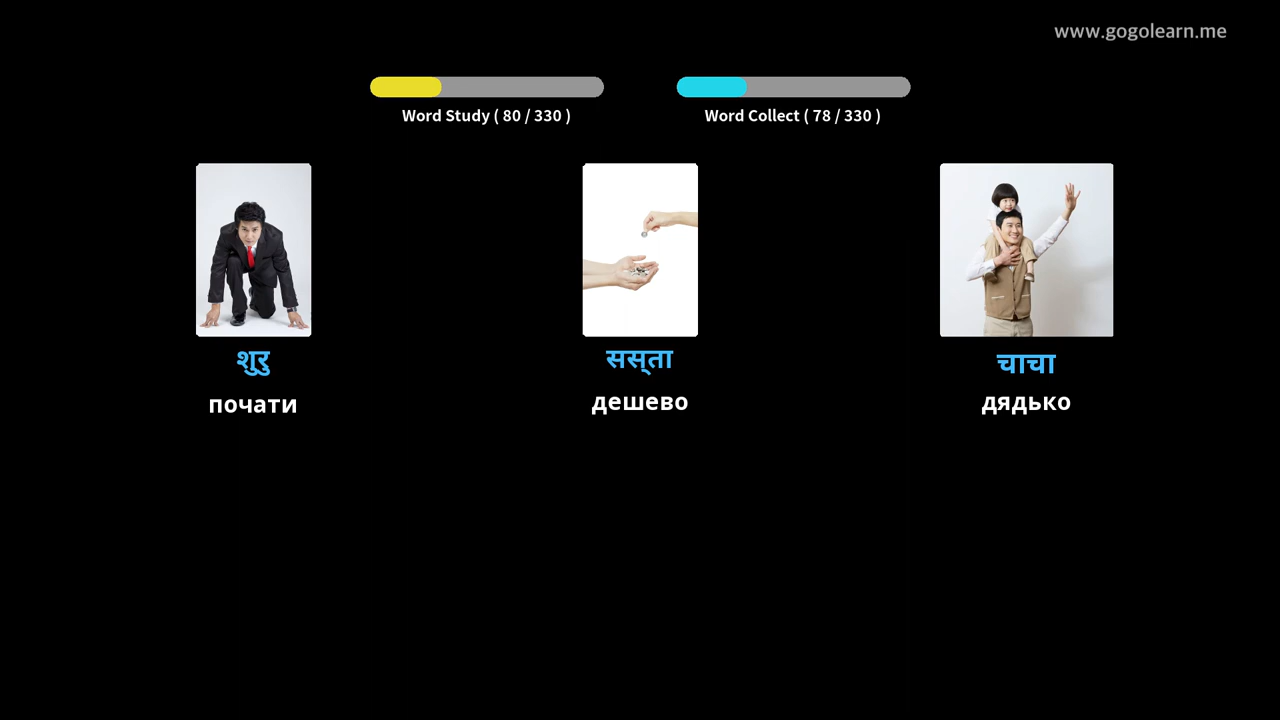 www.gogolearn.me
Word Study ( 80 / 330 )
Word Collect ( 78 / 330 )
शुरु
सस्ता
चाचा
почати
дешево
дядько